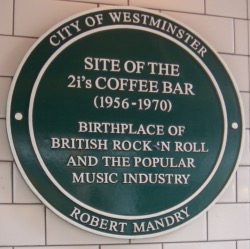 CITY OF WESTMINSTER
SITE OF THE
2i's COFFEE BAR
(1956-1970)
BIRTHPLACE OF
BRITISH ROCK 'N ROLL
AND THE POPULAR
MUSIC INDUSTRY
ROBERT MANDRY